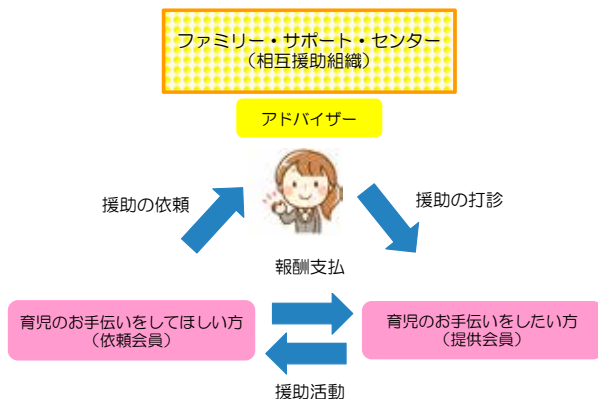 ファミリー・サポート・センター
（相互援助組織）
アドバイザー
援助の依頼
援助の打診
報酬支払
育児のお手伝いをしてほしい方
（依頼会員）
育児のお手伝いをしたい方
（提供会員）
援助活動